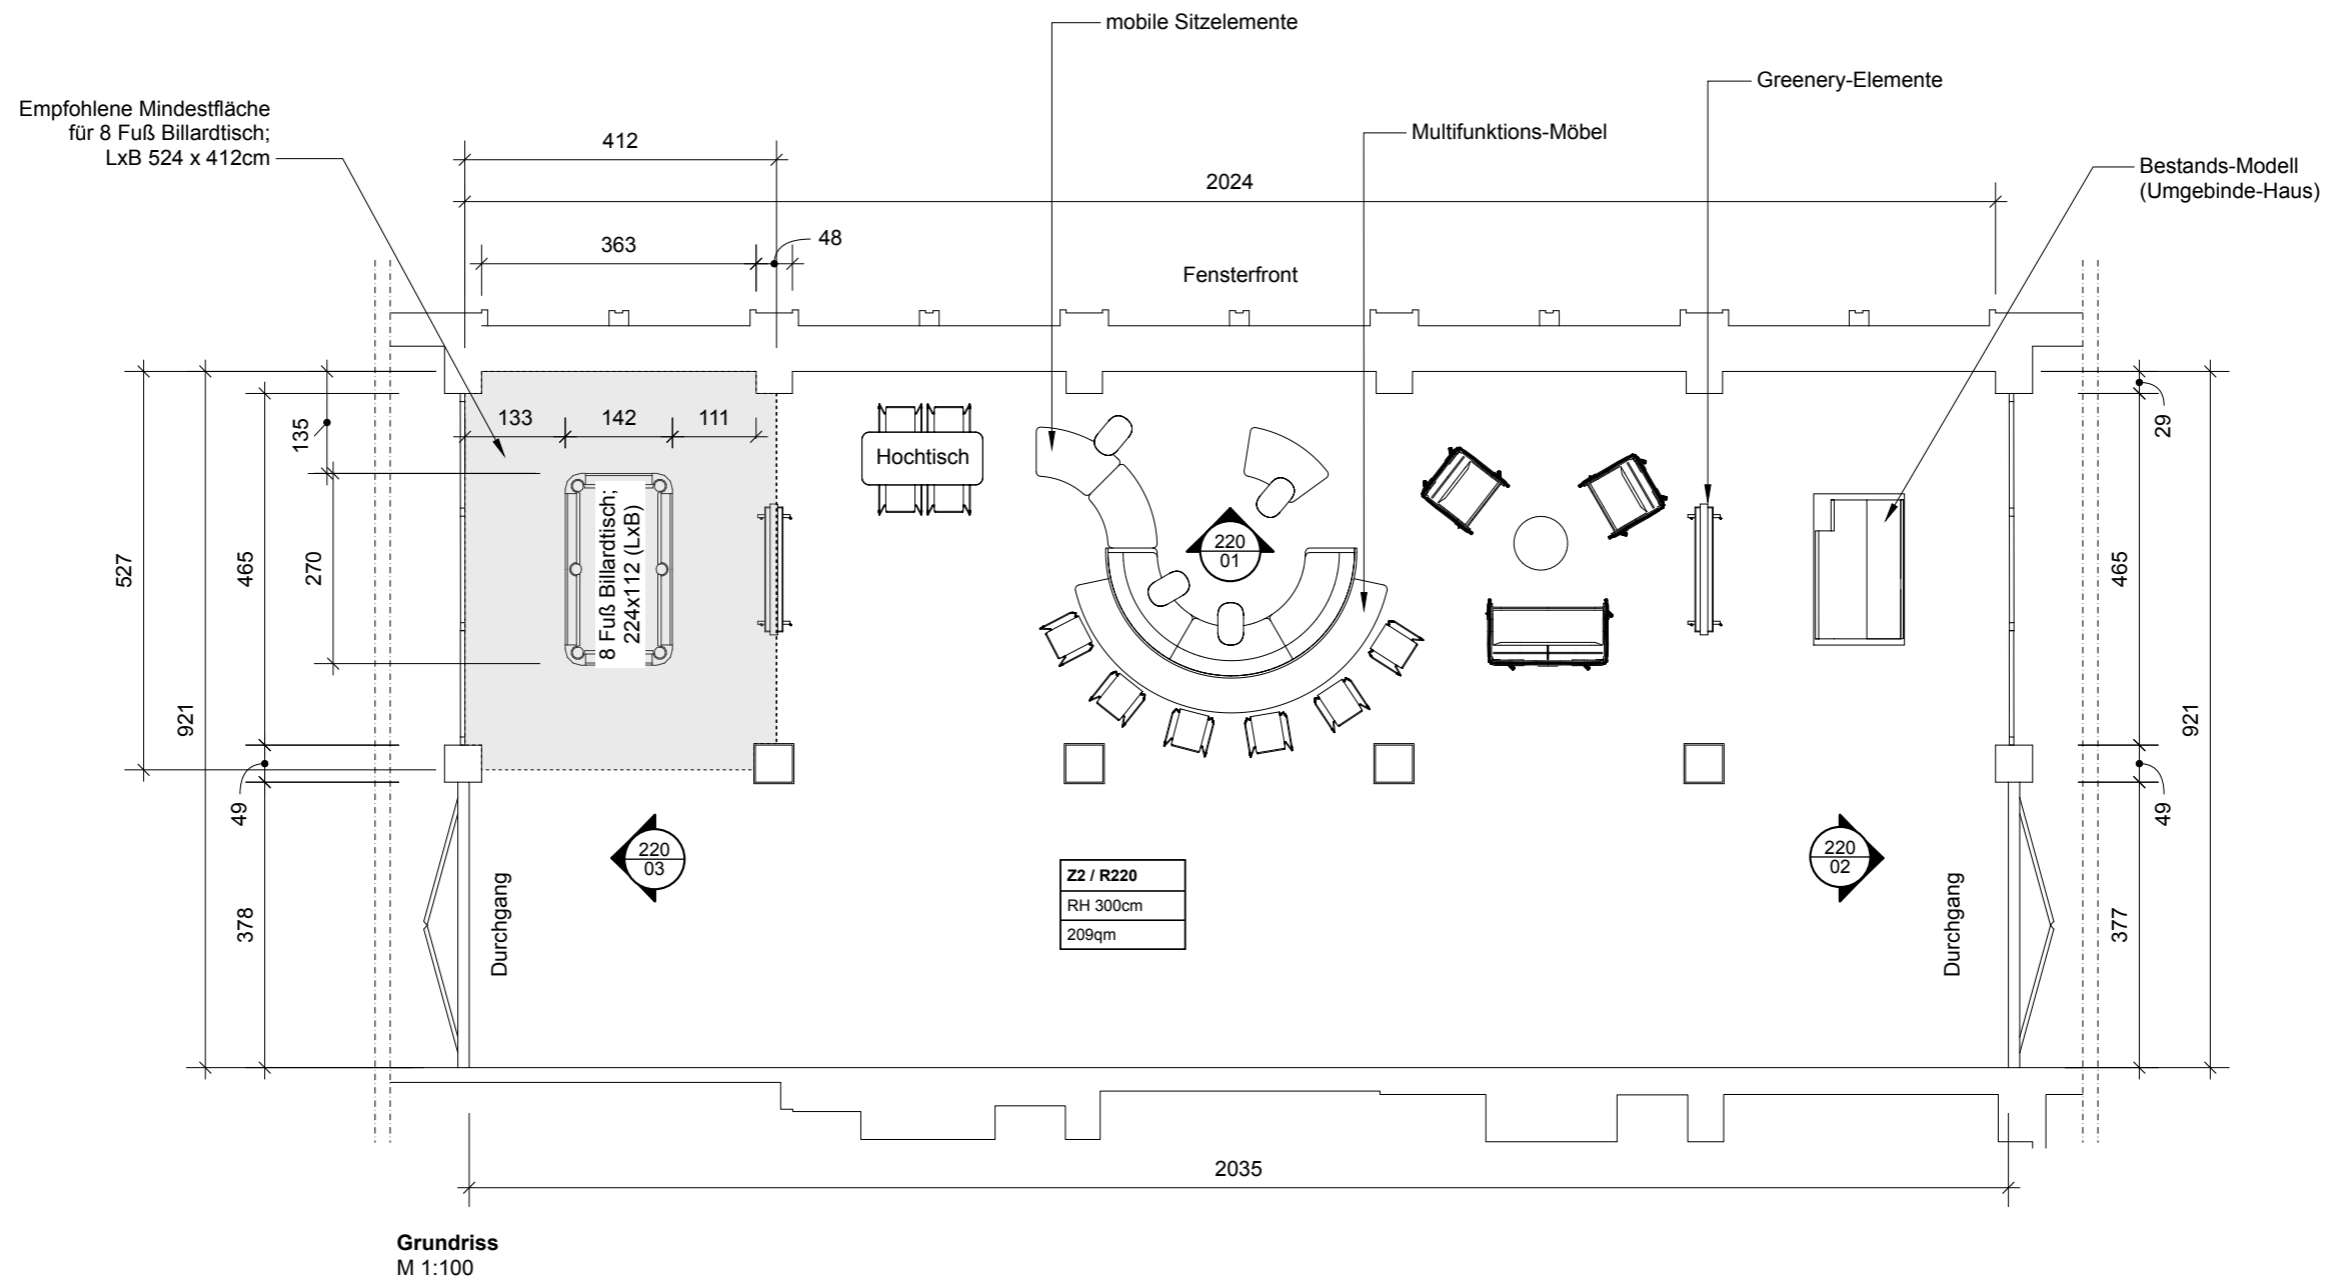 mobile Sitzelemente
Greenery-Elemente
Empfohlene Mindestfläche
für 8 Fuß Billardtisch;
LxB 524 x 412cm
Multifunktions-Möbel
Bestands-Modell
(Umgebinde-Haus)
412
2024
363
48
Fensterfront
133
142
111
135
29
Hochtisch
527
465
270
8 Fuß Billardtisch;
224x112 (LxB)
220
01
465
921
921
49
49
220
03
220
02
Z2 / R220
RH 300cm
209qm
378
Durchgang
Durchgang
377
2035
Grundriss
M 1:100